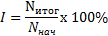 I = N_итог / N_нач x 100%